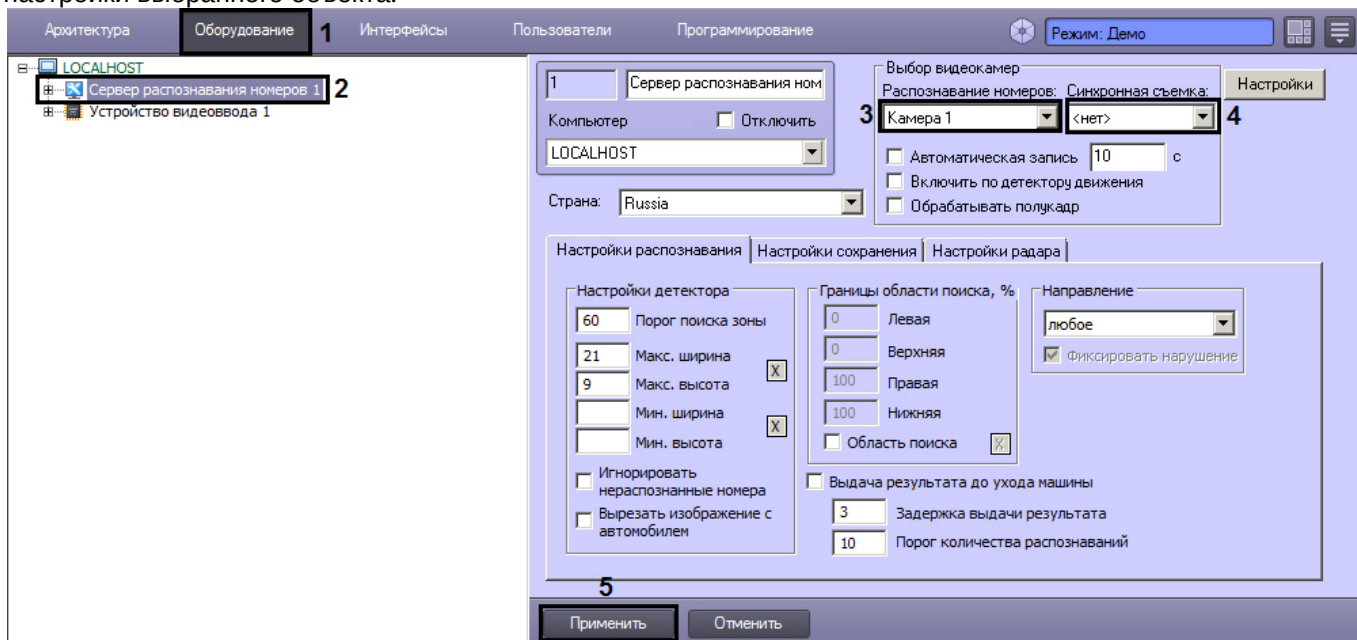 настройки выбранного объекта.
Архитектура Оборудование 1 Интерфейсы Пользователи Программирование Режим: Демо
LOCALHOST
Сервер распознавания номеров 1 2
Устройство видеоввода 1
1 Сервер распознавания ном
Компьютер Отключить
LOCALHOST
Страна: Russia
Выбор видеокамер
Распознавание номеров: Синхронная съемка: Настройки
3 Камера 1 <нет> 4
Автоматическая запись 10 с
Включить по детектору движения
Обрабатывать полукадр
Настройки распознавания Настройки сохранения Настройки радара
Настройки детектора
60 Порог поиска зоны
21 Макс. ширина
X
9 Макс. высота
Мин. ширина
X
Мин. высота
Игнорировать
нераспознанные номера
Вырезать изображение с
автомобилем
Границы области поиска, %
0 Левая
0 Верхняя
100 Правая
100 Нижняя
Область поиска X
Направление
любое
Фиксировать нарушение
Выдача результата до ухода машины
3 Задержка выдачи результата
10 Порог количества распознаваний
5
Применить Отменить